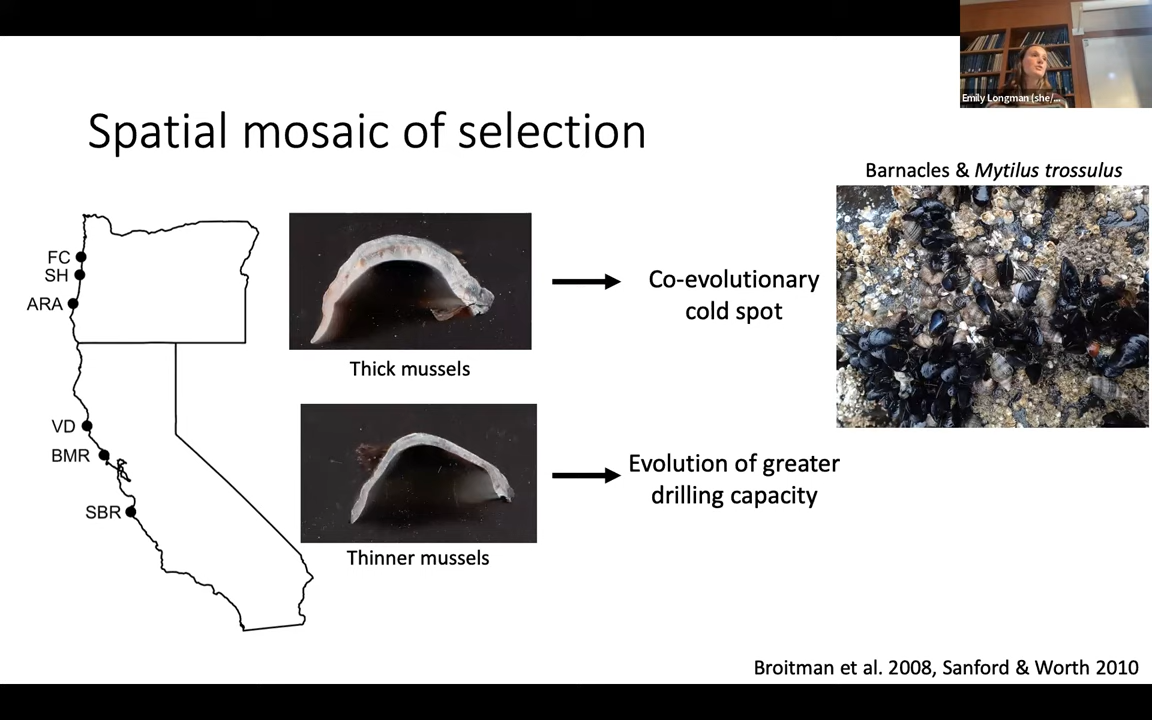 Emily Longman (she/...
Spatial mosaic of selection
Barnacles & Mytilus trossulus
FC
SH
ARA
VD
BMR
SBR
Thick mussels
Co-evolutionary
cold spot
Thinner mussels
Evolution of greater
drilling capacity
Broitman et al. 2008, Sanford & Worth 2010